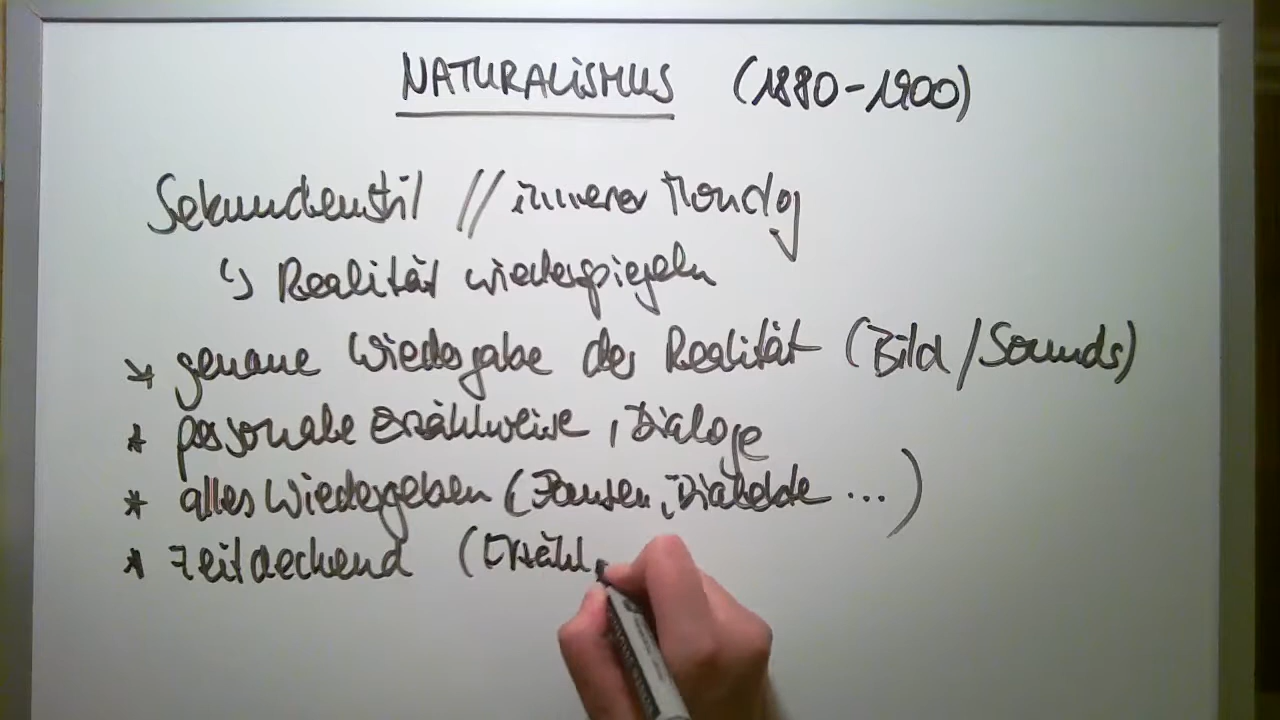 NATURALiSMUS (1880-1900)
Sekundenstil // innerer Monolog
↳ Realität wiederspiegeln
* genaue Wiedergabe der Realität (Bild/Sounds)
* personale Erzählweise, Dialoge
* alles Wiedergeben (Pausen, Dialekte ...)
* zeitdeckend (Erzähl